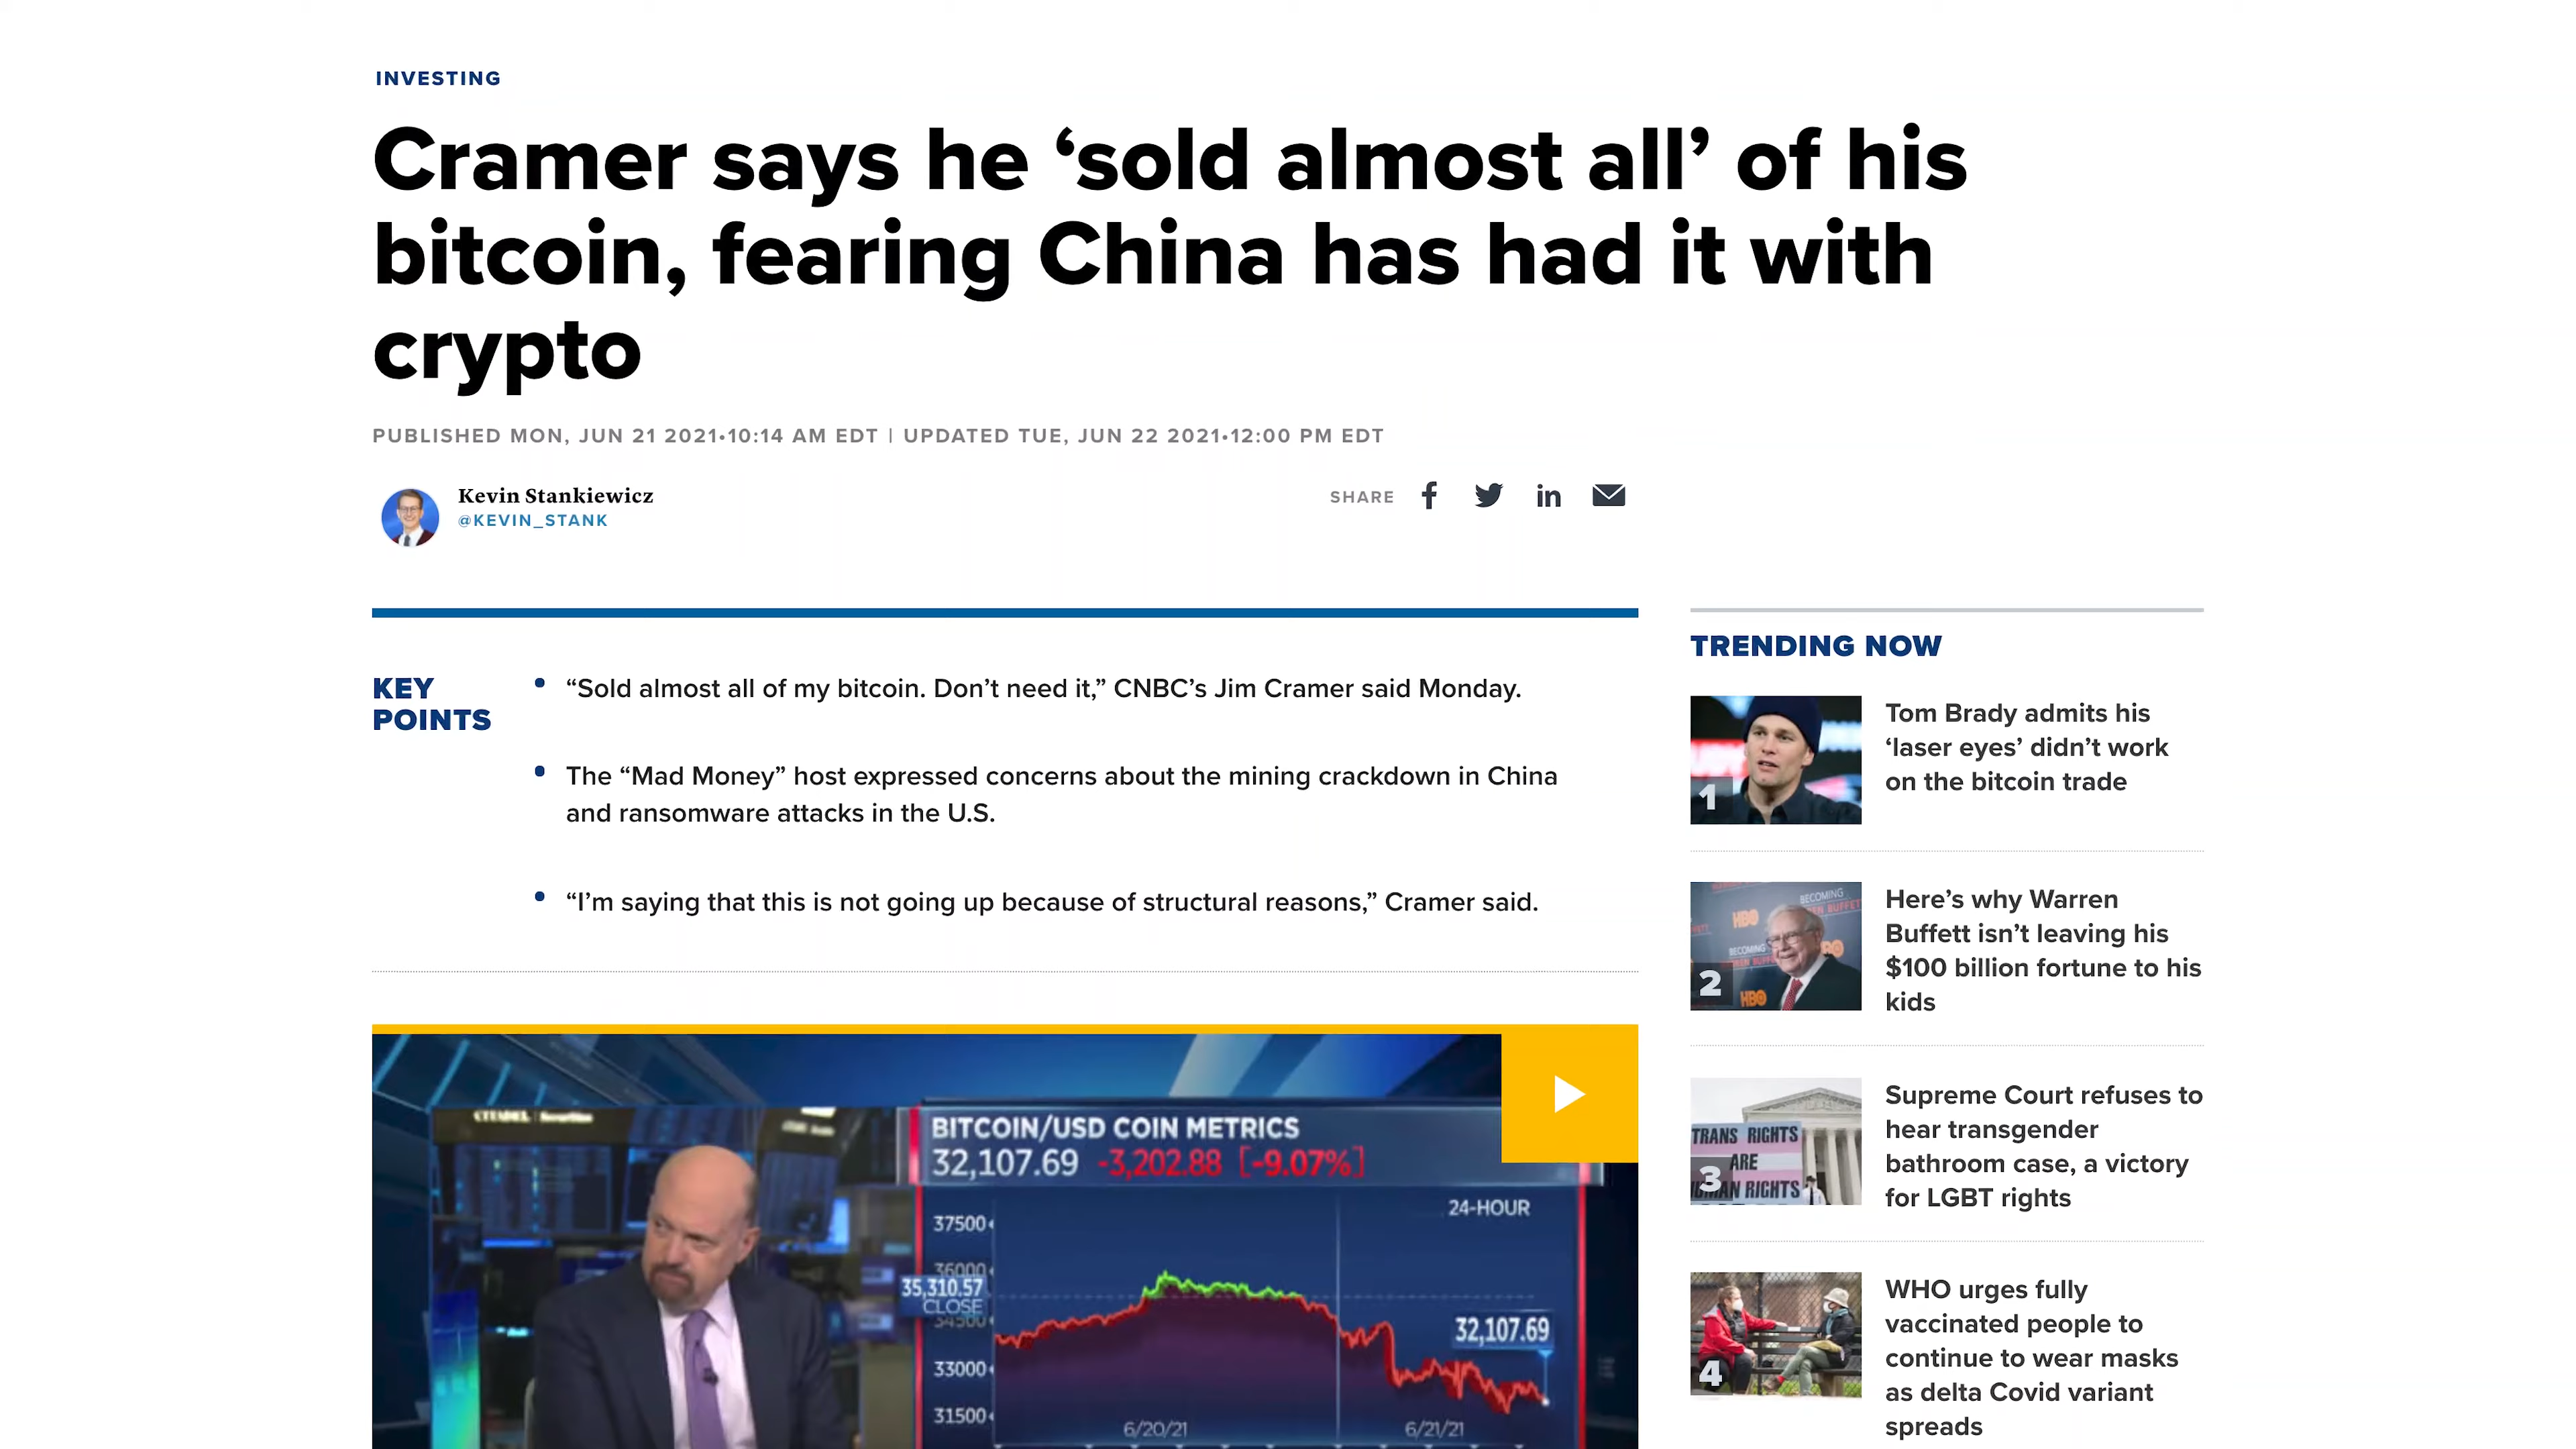 INVESTING
Cramer says he ‘sold almost all’ of his
bitcoin, fearing China has had it with
crypto
PUBLISHED MON, JUN 21 2021•10:14 AM EDT | UPDATED TUE, JUN 22 2021•12:00 PM EDT
Kevin Stankiewicz
@KEVIN_STANK
SHARE
KEY
POINTS
“Sold almost all of my bitcoin. Don’t need it,” CNBC’s Jim Cramer said Monday.
The “Mad Money” host expressed concerns about the mining crackdown in China
and ransomware attacks in the U.S.
“I’m saying that this is not going up because of structural reasons,” Cramer said.
CITADEL | Securities
BITCOIN/USD COIN METRICS
32,107.69 -3,202.88 [-9.07%]
24-HOUR
37500
36000
35,310.57
CLOSE
34500
32,107.69
33000
31500
6/20/21
6/21/21
TRENDING NOW
1
Tom Brady admits his
‘laser eyes’ didn’t work
on the bitcoin trade
HBO
BECOMING
HBO
2
Here’s why Warren
Buffett isn’t leaving his
$100 billion fortune to his
kids
TRANS RIGHTS
ARE
RIGHTS
3
Supreme Court refuses to
hear transgender
bathroom case, a victory
for LGBT rights
4
WHO urges fully
vaccinated people to
continue to wear masks
as delta Covid variant
spreads